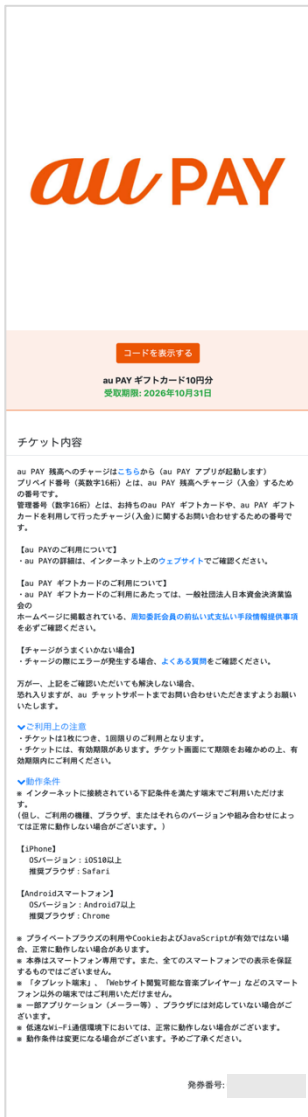 au PAY
コードを表示する
au PAY ギフトカード10円分
受取期限: 2026年10月31日
チケット内容
au PAY 残高へのチャージはこちらから（au PAY アプリが起動します）
プリペイド番号（英数字16桁）とは、au PAY 残高へチャージ（入金）するため
の番号です。
管理番号（数字16桁）とは、お持ちのau PAY ギフトカードや、au PAY ギフト
カードを利用して行ったチャージ(入金)に関するお問い合わせするための番号で
す。
【au PAYのご利用について】
・au PAYの詳細は、インターネット上のウェブサイトでご確認ください。
【au PAY ギフトカードのご利用について】
・au PAY ギフトカードのご利用にあたっては、一般社団法人日本資金決済業協
会の
ホームページに掲載されている、周知委託会員の前払い式支払い手段情報提供事項
を必ずご確認ください。
【チャージがうまくいかない場合】
・チャージの際にエラーが発生する場合、よくある質問をご確認ください。
万が一、上記をご確認いただいても解決しない場合、
恐れ入りますが、au チャットサポートまでお問い合わせいただきますようお願い
いたします。
ご利用上の注意
・チケットは1枚につき、1回限りのご利用となります。
・チケットには、有効期限があります。チケット画面にて期限をお確かめの上、有
効期限内にご利用ください。
動作条件
※ インターネットに接続されている下記条件を満たす端末でご利用いただけま
す。
(但し、ご利用の機種、ブラウザ、またはそれらのバージョンや組み合わせによっ
ては正常に動作しない場合がございます。)
【iPhone】
OSバージョン：iOS10以上
推奨ブラウザ：Safari
【Androidスマートフォン】
OSバージョン：Android7以上
推奨ブラウザ：Chrome
※ プライベートブラウズの利用やCookieおよびJavaScriptが有効ではない場
合、正常に動作しない場合があります。
※ 本券はスマートフォン専用です。また、全てのスマートフォンでの表示を保証
するものではございません。
※ 「タブレット端末」、「Webサイト閲覧可能な音楽プレイヤー」などのスマート
フォン以外の端末ではご利用いただけません。
※ 一部アプリケーション（メーラー等）、ブラウザには対応していない場合がご
ざいます。
※ 低速なWi-Fi通信環境下においては、正常に動作しない場合がございます。
※ 動作条件は変更になる場合がございます。予めご了承ください。
発券番号: